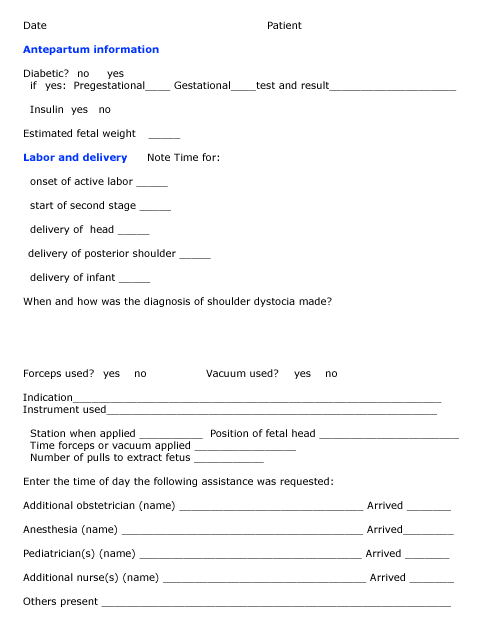 Date Patient
Antepartum information
Diabetic? no yes
if yes: Pregestational____ Gestational____test and result____________________
Insulin yes no
Estimated fetal weight _____
Labor and delivery Note Time for:
onset of active labor _____
start of second stage _____
delivery of head _____
delivery of posterior shoulder _____
delivery of infant _____
When and how was the diagnosis of shoulder dystocia made?
Forceps used? yes no Vacuum used? yes no
Indication__________________________________________________________
Instrument used____________________________________________________
Station when applied __________ Position of fetal head ______________________
Time forceps or vacuum applied ________________
Number of pulls to extract fetus ___________
Enter the time of day the following assistance was requested:
Additional obstetrician (name) _____________________________ Arrived _______
Anesthesia (name) ______________________________________ Arrived________
Pediatrician(s) (name) ___________________________________ Arrived _______
Additional nurse(s) (name) ________________________________ Arrived _______
Others present _______________________________________________________